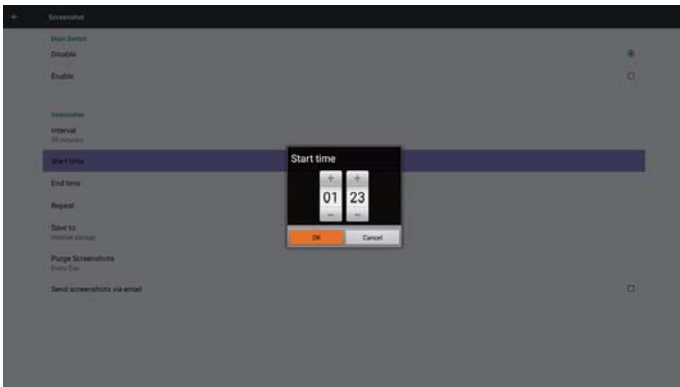 Screenshot
Main Switch
Disable
Enable
Screenshot
Interval
30 minutes
Start time
End time
Repeat
Save to
Internal storage
Purge Screenshots
Every Day
Send screenshots via email
Start time
+ +
01 23
- -
OK Cancel